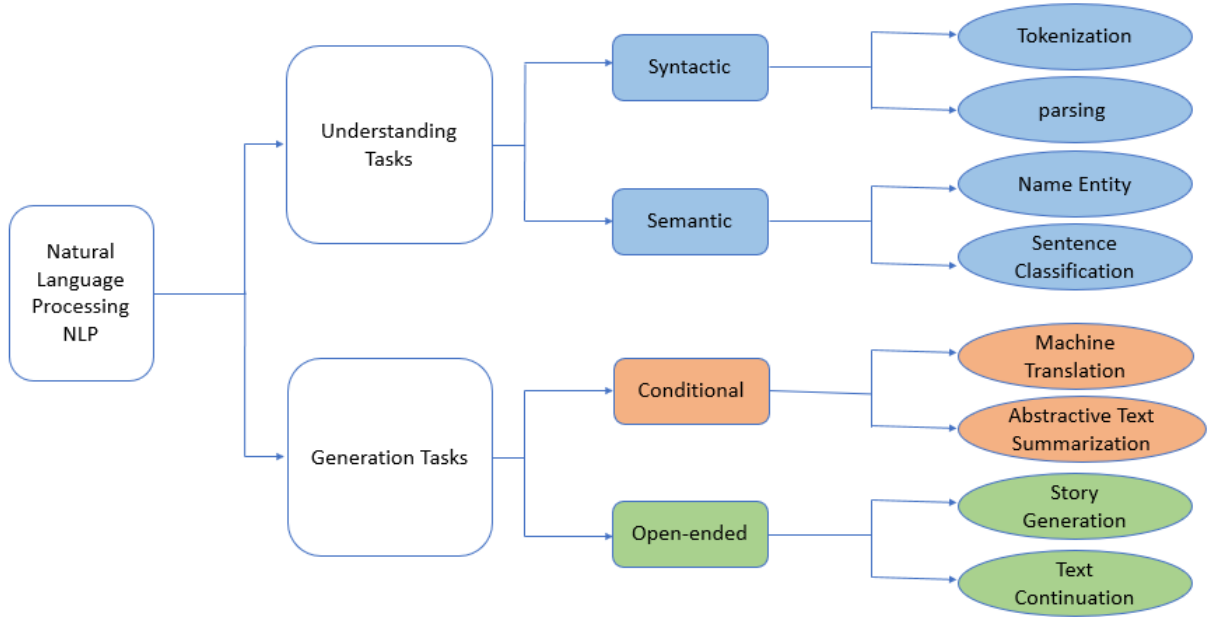 Natural
Language
Processing
NLP
Understanding
Tasks
Generation Tasks
Syntactic
Semantic
Conditional
Open-ended
Tokenization
parsing
Name Entity
Sentence
Classification
Machine
Translation
Abstractive Text
Summarization
Story
Generation
Text
Continuation